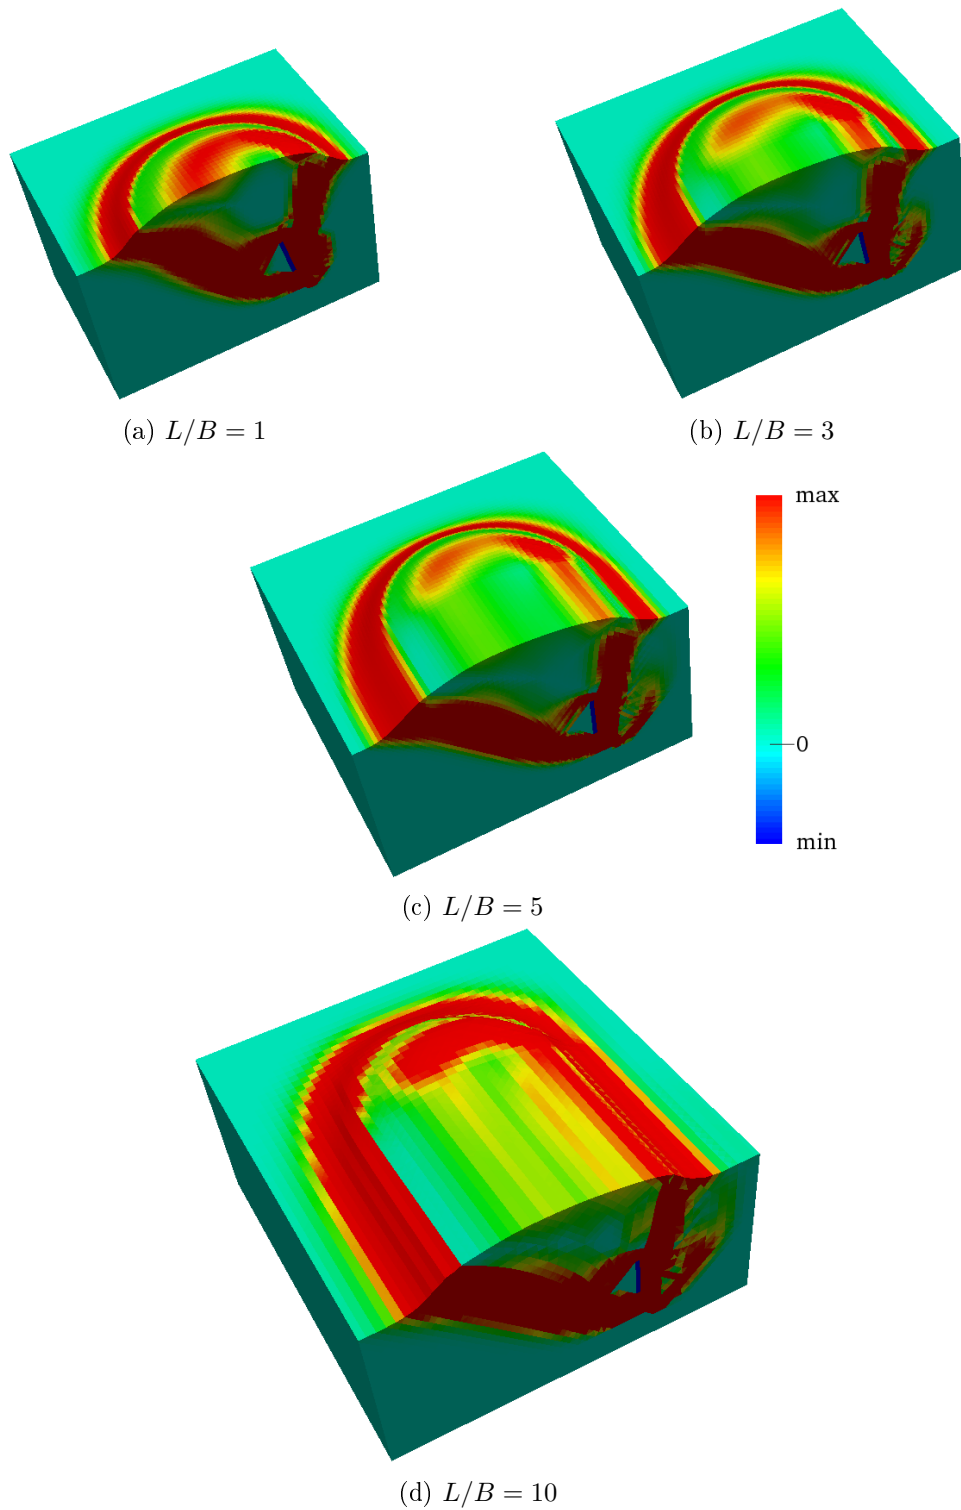 (a) L/B = 1
(b) L/B = 3
max
0
min
(c) L/B = 5
(d) L/B = 10